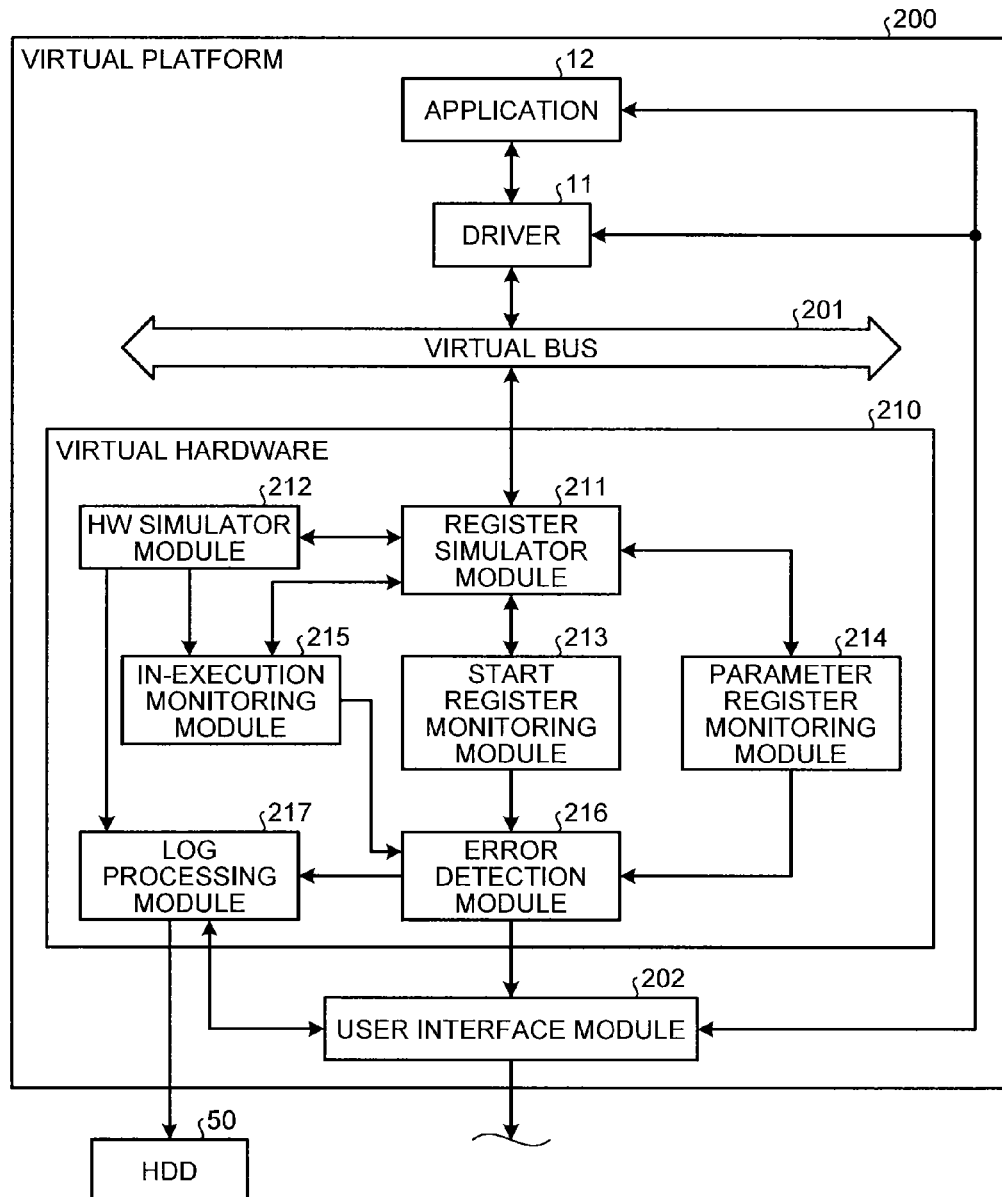 200
VIRTUAL PLATFORM
12
APPLICATION
11
DRIVER
201
VIRTUAL BUS
210
VIRTUAL HARDWARE
212
HW SIMULATOR
MODULE
211
REGISTER
SIMULATOR
MODULE
215
IN-EXECUTION
MONITORING
MODULE
213
START
REGISTER
MONITORING
MODULE
214
PARAMETER
REGISTER
MONITORING
MODULE
217
LOG
PROCESSING
MODULE
216
ERROR
DETECTION
MODULE
202
USER INTERFACE MODULE
50
HDD